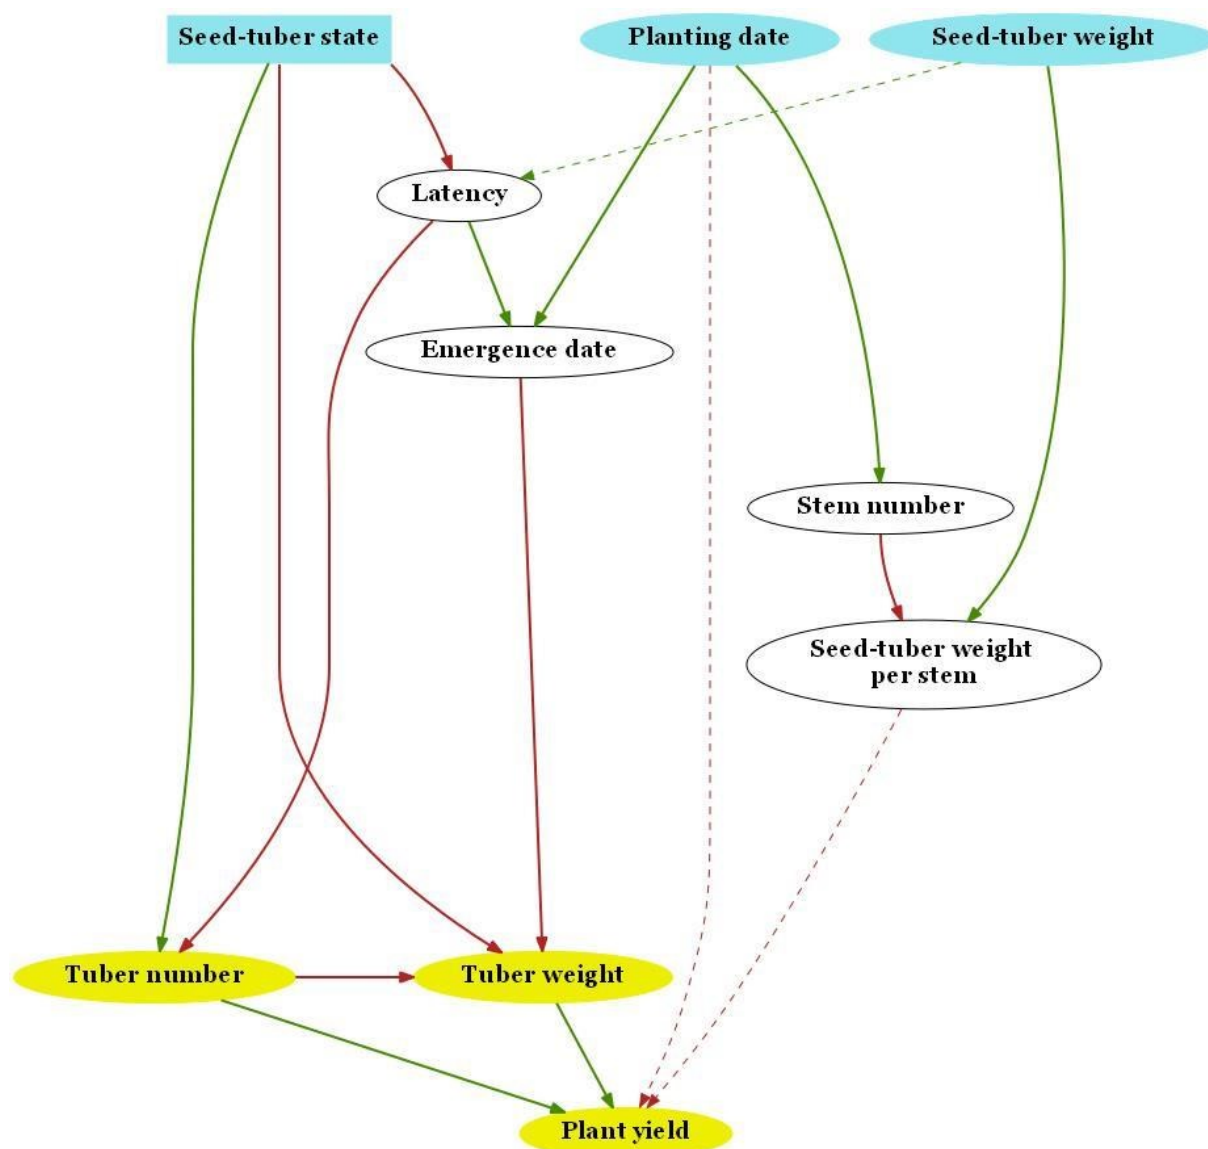 Seed-tuber state
Planting date
Seed-tuber weight
Latency
Emergence date
Stem number
Seed-tuber weight
per stem
Tuber number
Tuber weight
Plant yield